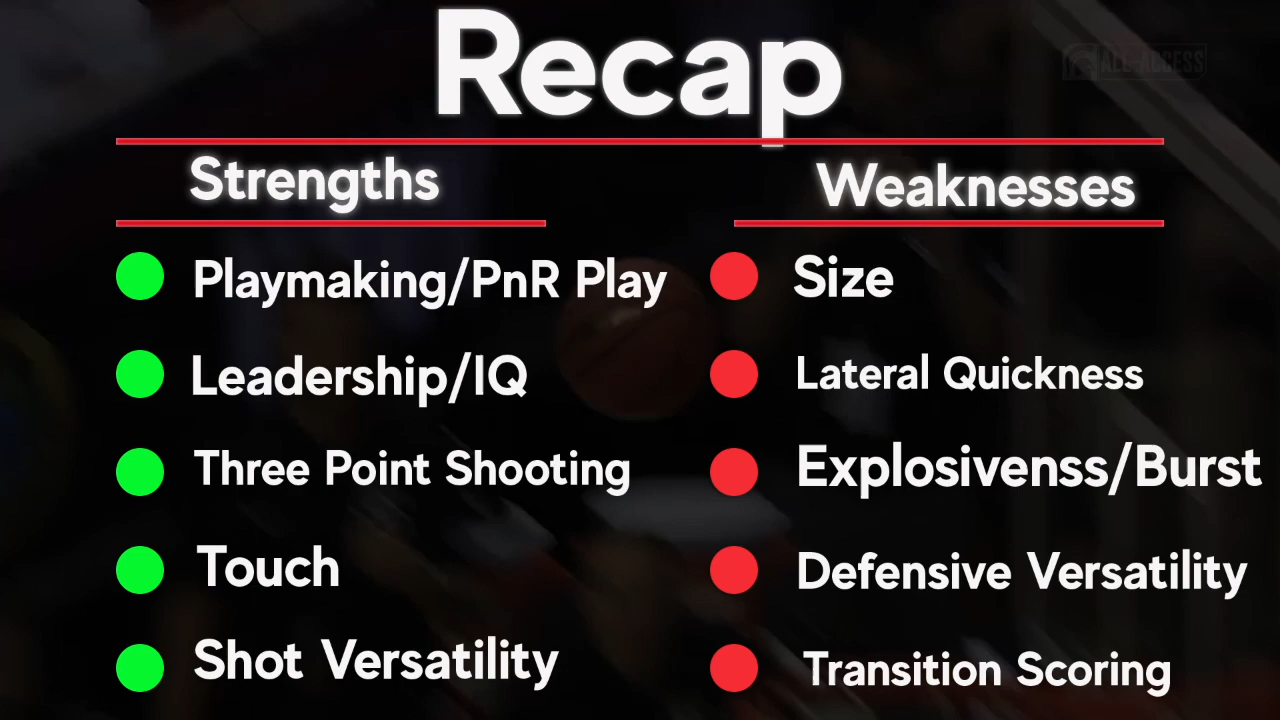 Recap
ALL-ACCESS
Strengths
Weaknesses
Playmaking/PnR Play
Size
Leadership/IQ
Lateral Quickness
Three Point Shooting
Explosivenss/Burst
Touch
Defensive Versatility
Shot Versatility
Transition Scoring